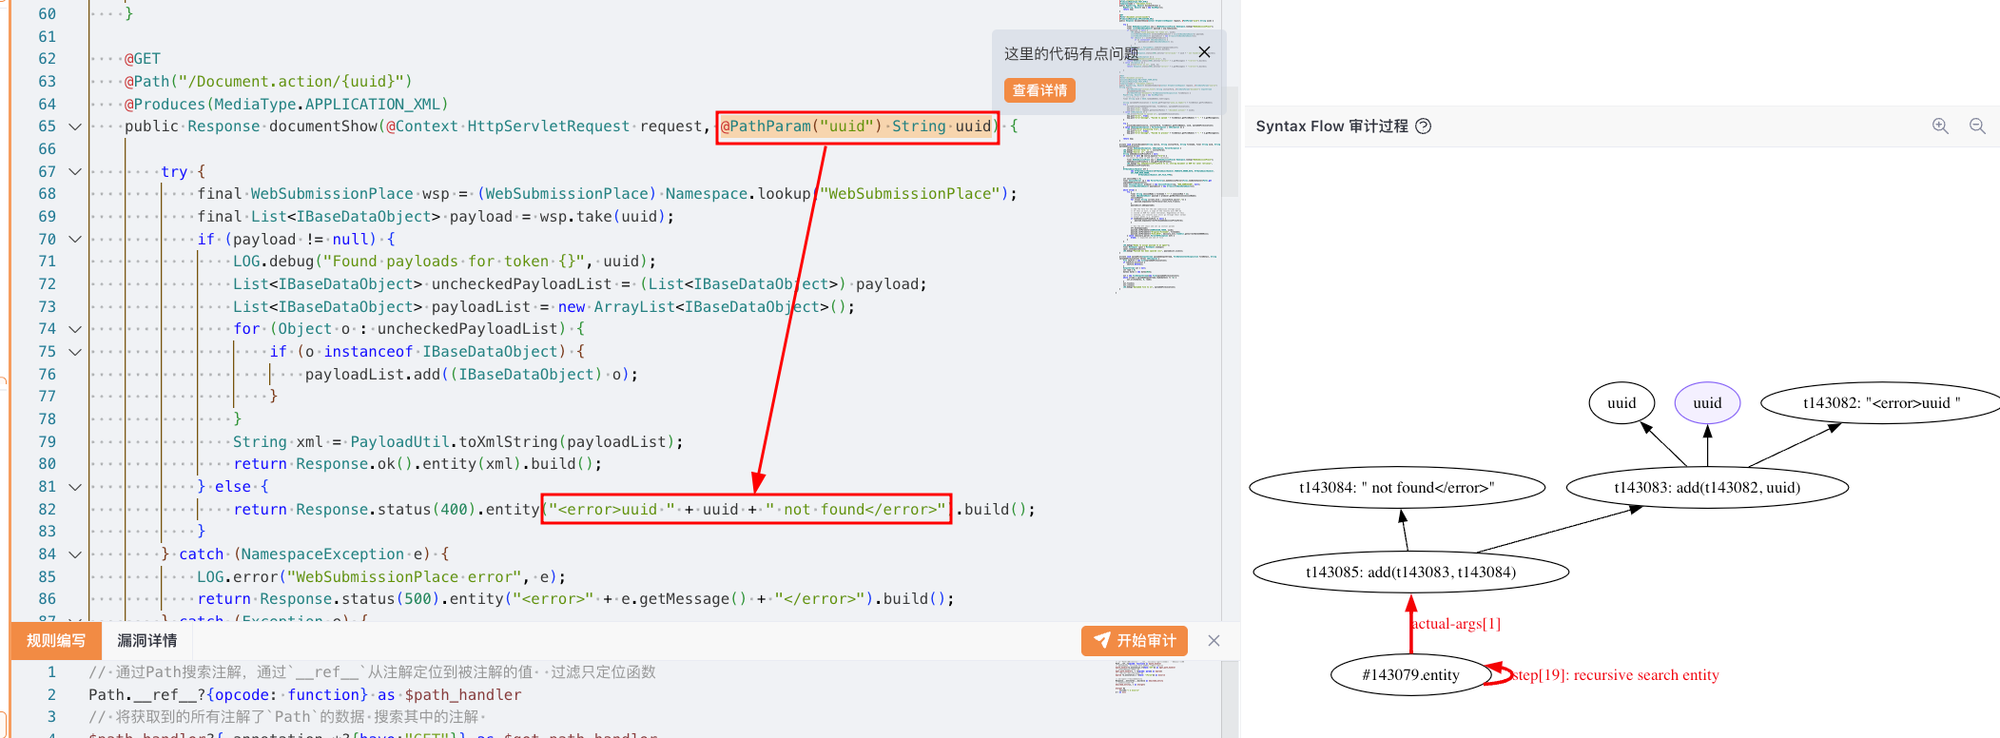 60 }
61
62 @GET
63 @Path("/Document.action/{uuid}")
64 @Produces(MediaType.APPLICATION_XML)
65 public Response documentShow(@Context HttpServletRequest request, @PathParam("uuid") String uuid) {
66
67 try {
68 final WebSubmissionPlace wsp = (WebSubmissionPlace) Namespace.lookup("WebSubmissionPlace");
69 final List<IBaseDataObject> payload = wsp.take(uuid);
70 if (payload != null) {
71 LOG.debug("Found payloads for token {}", uuid);
72 List<IBaseDataObject> uncheckedPayloadList = (List<IBaseDataObject>) payload;
73 List<IBaseDataObject> payloadList = new ArrayList<>();
74 for (Object o : uncheckedPayloadList) {
75 if (o instanceof IBaseDataObject) {
76 payloadList.add((IBaseDataObject) o);
77 }
78 }
79 String xml = PayloadUtil.toXmlString(payloadList);
80 return Response.ok().entity(xml).build();
81 } else {
82 return Response.status(400).entity("<error>uuid " + uuid + " not found</error>").build();
83 }
84 } catch (NamespaceException e) {
85 LOG.error("WebSubmissionPlace error", e);
86 return Response.status(500).entity("<error>" + e.getMessage() + "</error>").build();
87 } catch (Exception e) {
这里的代码有点问题
查看详情
规则编写 漏洞详情 开始审计
1 // 通过Path搜索注解，通过`__ref__`从注解定位到被注解的值 过滤只定位函数
2 Path.__ref__?{opcode: function} as $path_handler
3 // 将获取到的所有注解了`Path`的数据 搜索其中的注解
Syntax Flow 审计过程
uuid
uuid
t143082: "<error>uuid "
t143084: " not found</error>"
t143083: add(t143082, uuid)
t143085: add(t143083, t143084)
actual-args[1]
#143079.entity
step[19]: recursive search entity